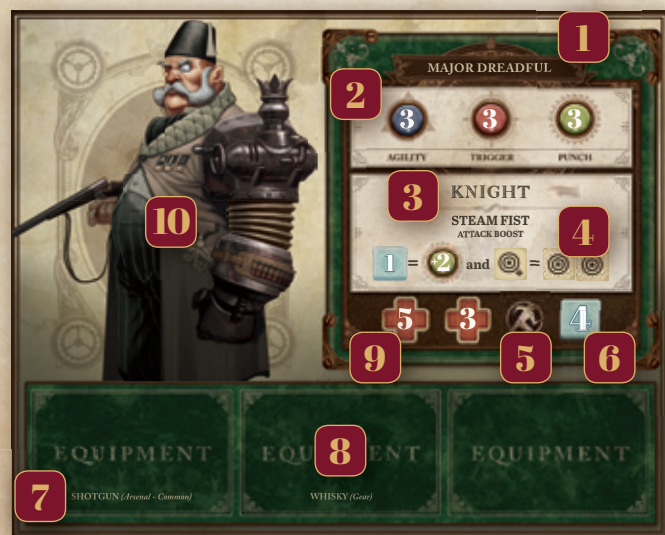 1
MAJOR DREADFUL
2
3 3 3
AGILITY TRIGGER PUNCH
3
KNIGHT
STEAM FIST
4
ATTACK BOOST
10
1 = +2 and =
5 3 4
9 5 6
EQUIPMENT EQUIPMENT EQUIPMENT
8
7
SHOTGUN (Arsenal - Common) WHISKY (Gear)